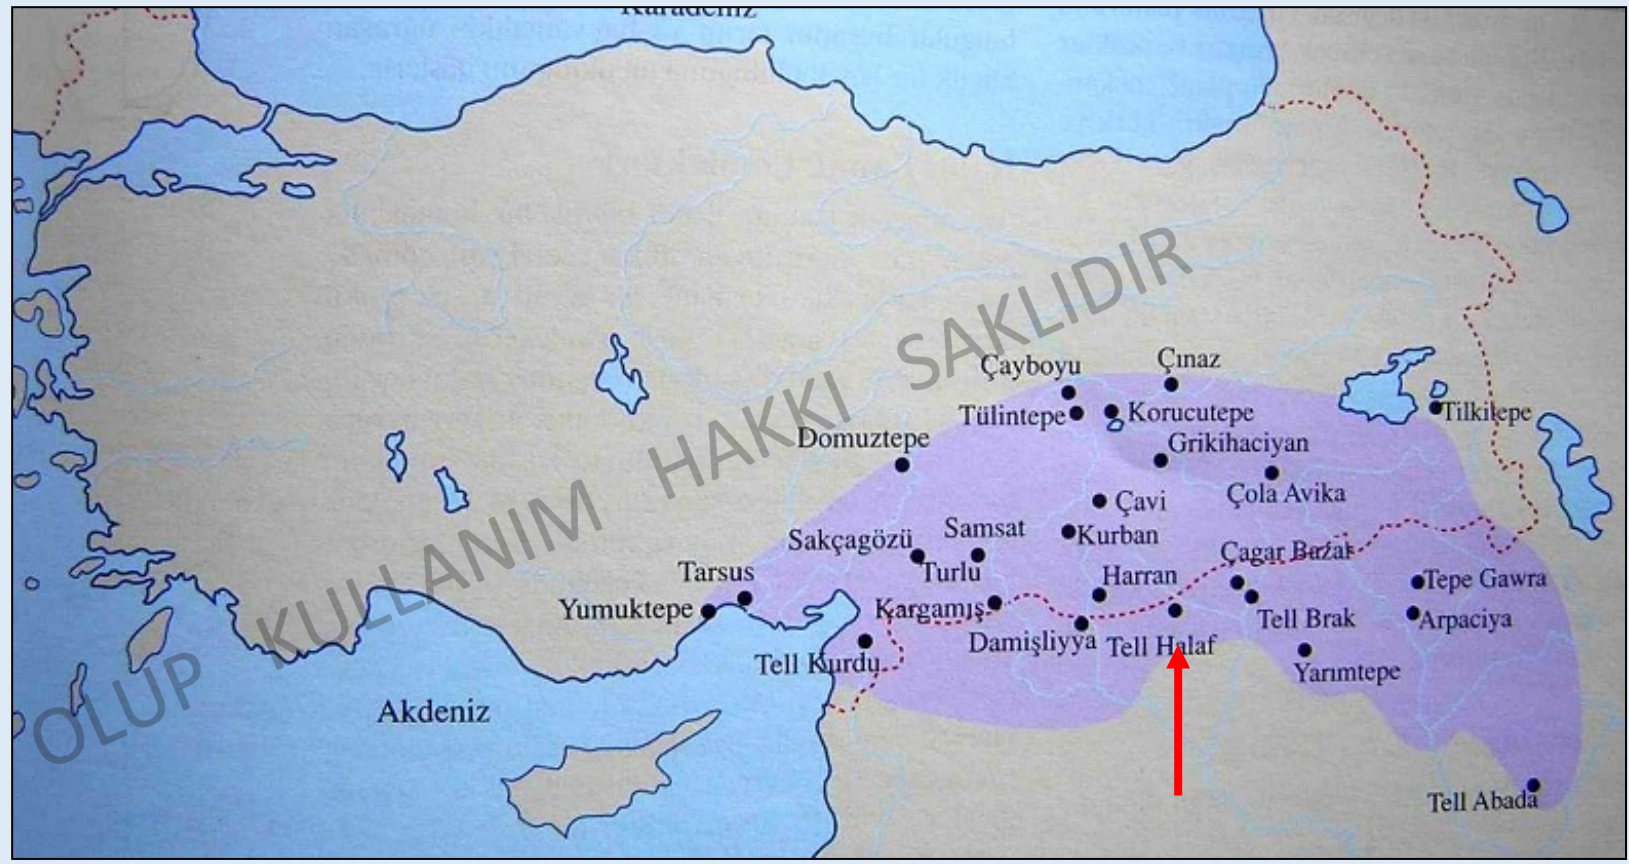 Karadeniz
Çayboyu
Çınaz
Tülintepe
Korucutepe
Tilkitepe
Domuztepe
Grikihaciyan
Çola Avika
Çavi
Sakçagözü
Samsat
Kurban
Çagar Bazar
Turlu
Tarsus
Harran
Tepe Gawra
Yumuktepe
Kargamış
Tell Brak
Arpaciya
Damişliyya
Tell Halaf
Tell Kurdu
Yarımtepe
Akdeniz
Tell Abada
OLUP KULLANIM HAKKI SAKLIDIR